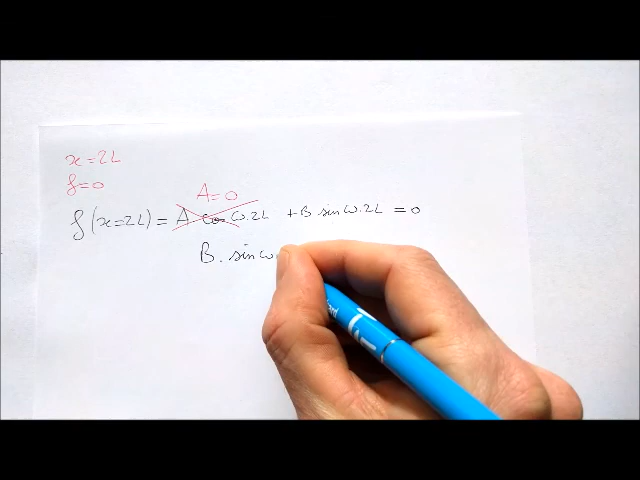 x=2L
f=0
A=0
f(x=2L) = A cos ω.2L + B sin ω.2L = 0
B. sin ω